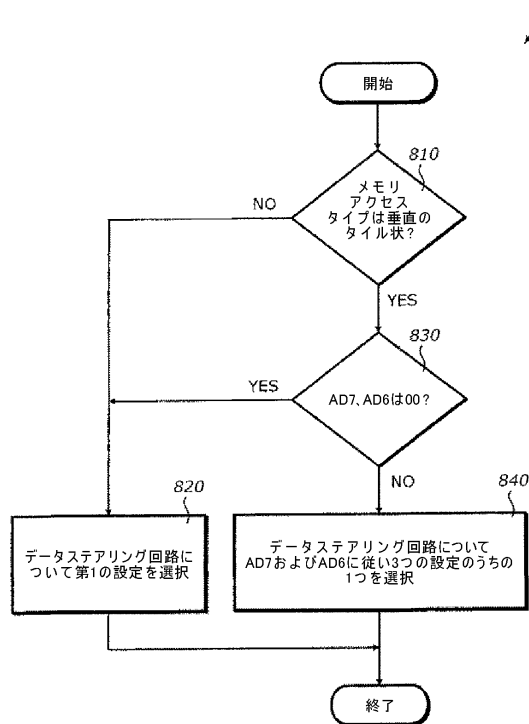 開始
810
メモリ
アクセス
タイプは垂直の
タイル状?
NO
YES
830
AD7、AD6は00?
YES
NO
820
データステアリング回路に
ついて第1の設定を選択
840
データステアリング回路について
AD7およびAD6に従い3つの設定のうちの
1つを選択
終了